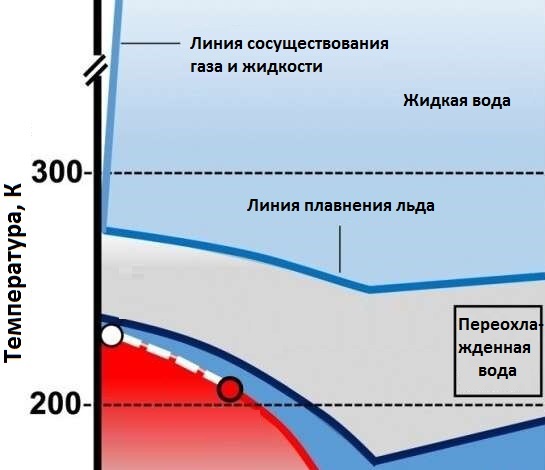 Линия сосуществования
газа и жидкости
Жидкая вода
300
Линия плавнения льда
Температура, К
Переохла-
жденная
вода
200